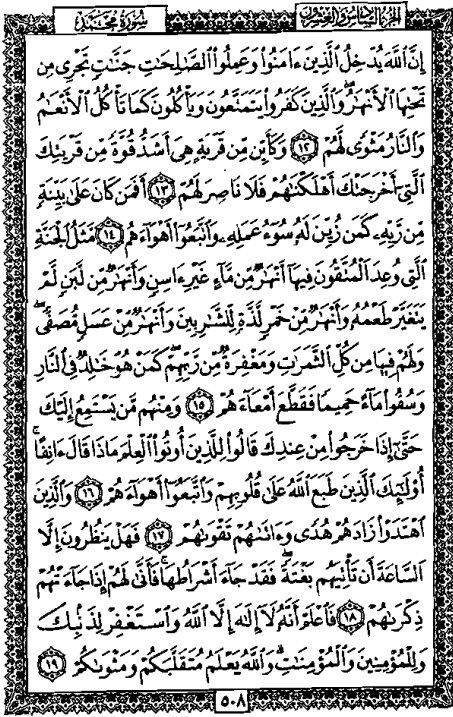 الجزء السادس والعشرون
سورة محمد
إِنَّ ٱللَّهَ يُدْخِلُ ٱلَّذِينَ ءَامَنُوا۟ وَعَمِلُوا۟ ٱلصَّـٰلِحَـٰتِ جَنَّـٰتٍ تَجْرِى مِن
تَحْتِهَا ٱلْأَنْهَـٰرُ ۖ وَٱلَّذِينَ كَفَرُوا۟ يَتَمَتَّعُونَ وَيَأْكُلُونَ كَمَا تَأْكُلُ ٱلْأَنْعَـٰمُ
وَٱلنَّارُ مَثْوًى لَّهُمْ ١٢ وَكَأَيِّن مِّن قَرْيَةٍ هِىَ أَشَدُّ قُوَّةً مِّن قَرْيَتِكَ
ٱلَّتِىٓ أَخْرَجَتْكَ أَهْلَكْنَـٰهُمْ فَلَا نَاصِرَ لَهُمْ ١٣ أَفَمَن كَانَ عَلَىٰ بَيِّنَةٍ
مِّن رَّبِّهِۦ كَمَن زُيِّنَ لَهُۥ سُوٓءُ عَمَلِهِۦ وَٱتَّبَعُوٓا۟ أَهْوَآءَهُم ١٤ مَّثَلُ ٱلْجَنَّةِ
ٱلَّتِى وُعِدَ ٱلْمُتَّقُونَ ۖ فِيهَآ أَنْهَـٰرٌ مِّن مَّآءٍ غَيْرِ ءَاسِنٍ وَأَنْهَـٰرٌ مِّن لَّبَنٍ لَّمْ
يَتَغَيَّرْ طَعْمُهُۥ وَأَنْهَـٰرٌ مِّنْ خَمْرٍ لَّذَّةٍ لِّلشَّـٰرِبِينَ وَأَنْهَـٰرٌ مِّنْ عَسَلٍ مُّصَفًّى ۖ
وَلَهُمْ فِيهَا مِن كُلِّ ٱلثَّمَرَٰتِ وَمَغْفِرَةٌ مِّن رَّبِّهِمْ ۖ كَمَنْ هُوَ خَـٰلِدٌ فِى ٱلنَّارِ
وَسُقُوا۟ مَآءً حَمِيمًا فَقَطَّعَ أَمْعَآءَهُمْ ١٥ وَمِنْهُم مَّن يَسْتَمِعُ إِلَيْكَ
حَتَّىٰٓ إِذَا خَرَجُوا۟ مِنْ عِندِكَ قَالُوا۟ لِلَّذِينَ أُوتُوا۟ ٱلْعِلْمَ مَاذَا قَالَ ءَانِفًا ۚ
أُو۟لَـٰٓئِكَ ٱلَّذِينَ طَبَعَ ٱللَّهُ عَلَىٰ قُلُوبِهِمْ وَٱتَّبَعُوٓا۟ أَهْوَآءَهُمْ ١٦ وَٱلَّذِينَ
ٱهْتَدَوْا۟ زَادَهُمْ هُدًى وَءَاتَىٰهُمْ تَقْوَىٰهُمْ ١٧ فَهَلْ يَنظُرُونَ إِلَّا
ٱلسَّاعَةَ أَن تَأْتِيَهُم بَغْتَةً ۖ فَقَدْ جَآءَ أَشْرَاطُهَا ۚ فَأَنَّىٰ لَهُمْ إِذَا جَآءَتْهُمْ
ذِكْرَىٰهُمْ ١٨ فَٱعْلَمْ أَنَّهُۥ لَآ إِلَـٰهَ إِلَّا ٱللَّهُ وَٱسْتَغْفِرْ لِذَنۢبِكَ
وَلِلْمُؤْمِنِينَ وَٱلْمُؤْمِنَـٰتِ ۗ وَٱللَّهُ يَعْلَمُ مُتَقَلَّبَكُمْ وَمَثْوَىٰكُمْ ١٩
٥٠٨